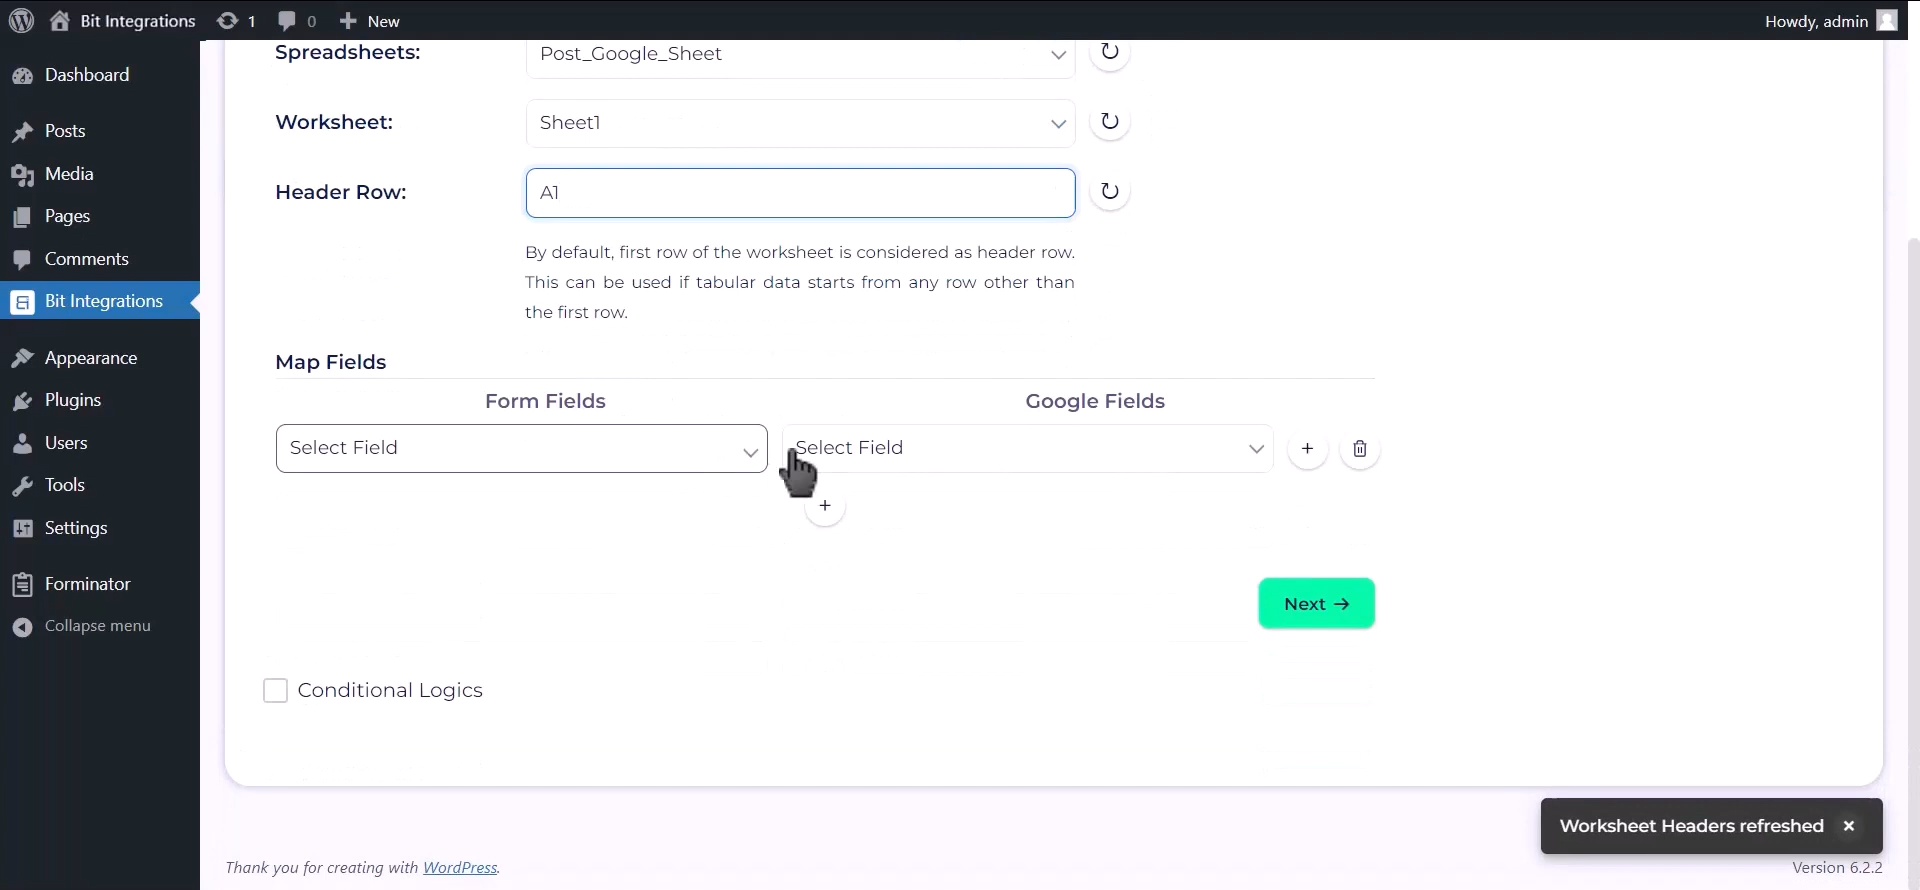 Bit Integrations 1 0 New Howdy, admin
Dashboard
Posts
Media
Pages
Comments
Bit Integrations
Appearance
Plugins
Users
Tools
Settings
Forminator
Collapse menu
Spreadsheets: Post_Google_Sheet
Worksheet: Sheet1
Header Row: A1
By default, first row of the worksheet is considered as header row.
This can be used if tabular data starts from any row other than
the first row.
Map Fields
Form Fields Google Fields
Select Field Select Field +
+
Next →
Conditional Logics
Worksheet Headers refreshed ×
Thank you for creating with WordPress. Version 6.2.2